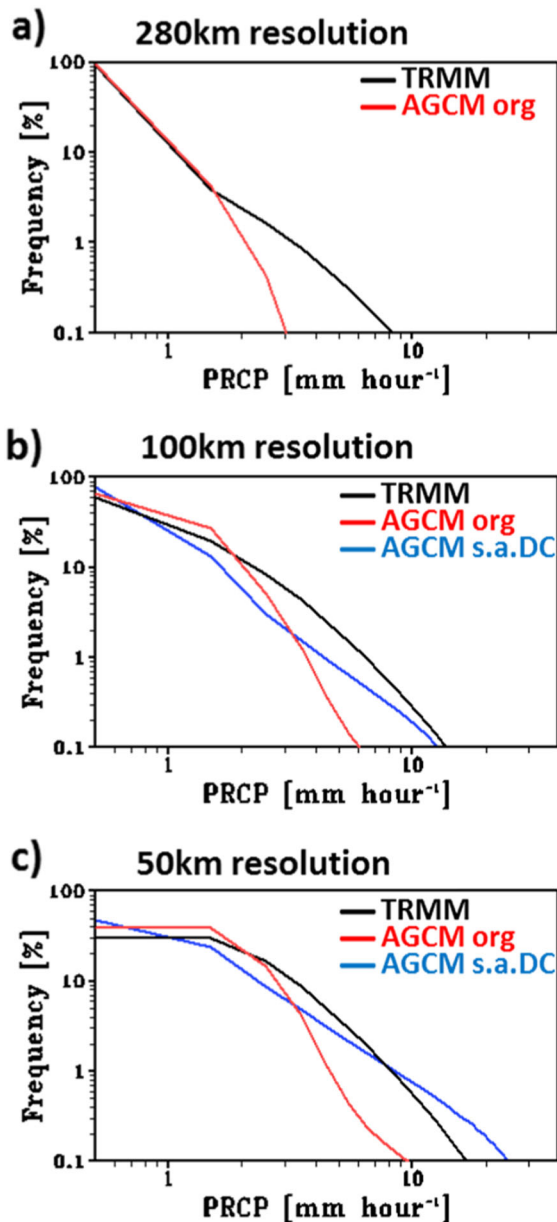 a)
280km resolution
100
10
1
0.1
Frequency [%]
TRMM
AGCM org
1
10
PRCP [mm hour⁻¹]
b)
100km resolution
100
10
1
0.1
Frequency [%]
TRMM
AGCM org
AGCM s.a.DC
1
10
PRCP [mm hour⁻¹]
c)
50km resolution
100
10
1
0.1
Frequency [%]
TRMM
AGCM org
AGCM s.a.DC
1
10
PRCP [mm hour⁻¹]